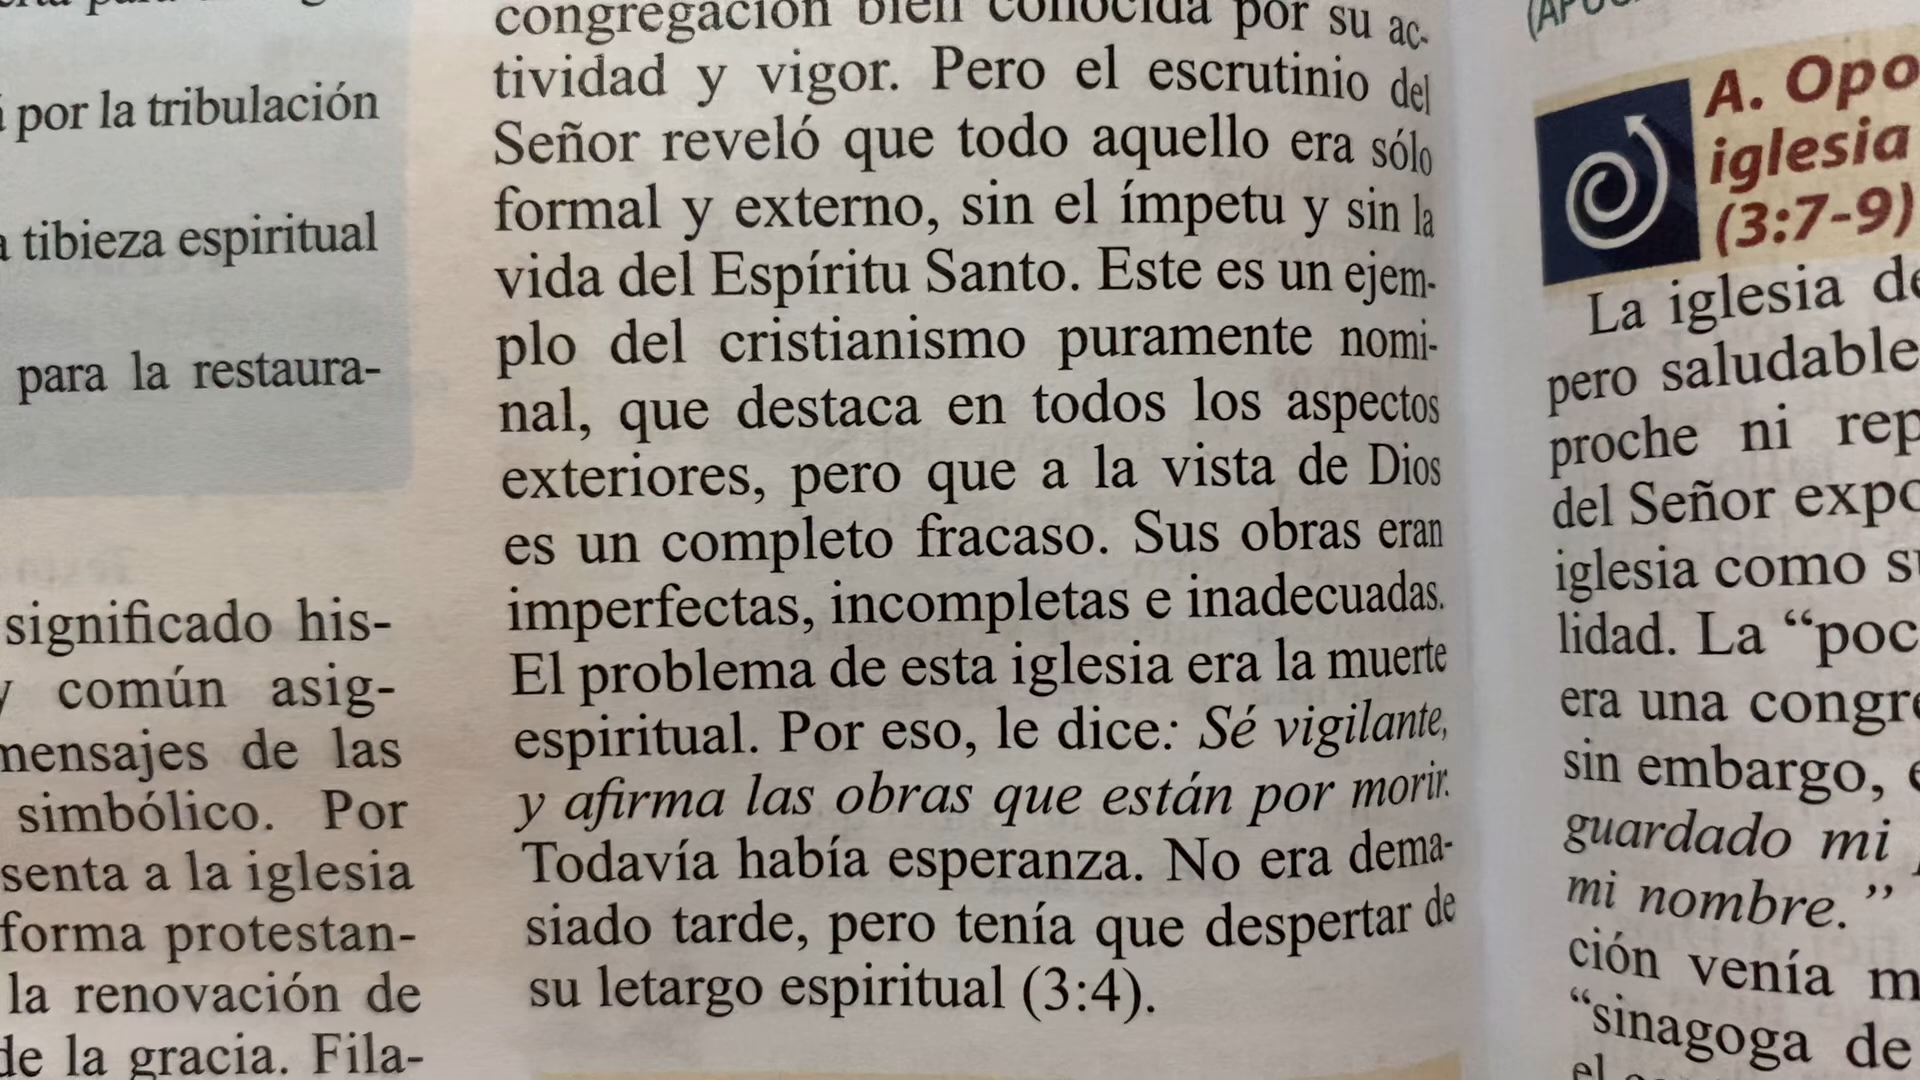 por la tribulación
tibieza espiritual
para la restaura-
significado his-
y común asig-
mensajes de las
simbólico. Por
senta a la iglesia
forma protestan-
la renovación de
de la gracia. Fila-
congregación bien conocida por su ac-
tividad y vigor. Pero el escrutinio del
Señor reveló que todo aquello era sólo
formal y externo, sin el ímpetu y sin la
vida del Espíritu Santo. Este es un ejem-
plo del cristianismo puramente nomi-
nal, que destaca en todos los aspectos
exteriores, pero que a la vista de Dios
es un completo fracaso. Sus obras eran
imperfectas, incompletas e inadecuadas.
El problema de esta iglesia era la muerte
espiritual. Por eso, le dice: Sé vigilante,
y afirma las obras que están por morir.
Todavía había esperanza. No era dema-
siado tarde, pero tenía que despertar de
su letargo espiritual (3:4).
A. Opo
iglesia
(3:7-9)
La iglesia de
pero saludable
proche ni rep
del Señor expo
iglesia como su
lidad. La “poc
era una congre
sin embargo,
guardado mi
mi nombre.”
ción venía m
“sinagoga de
el